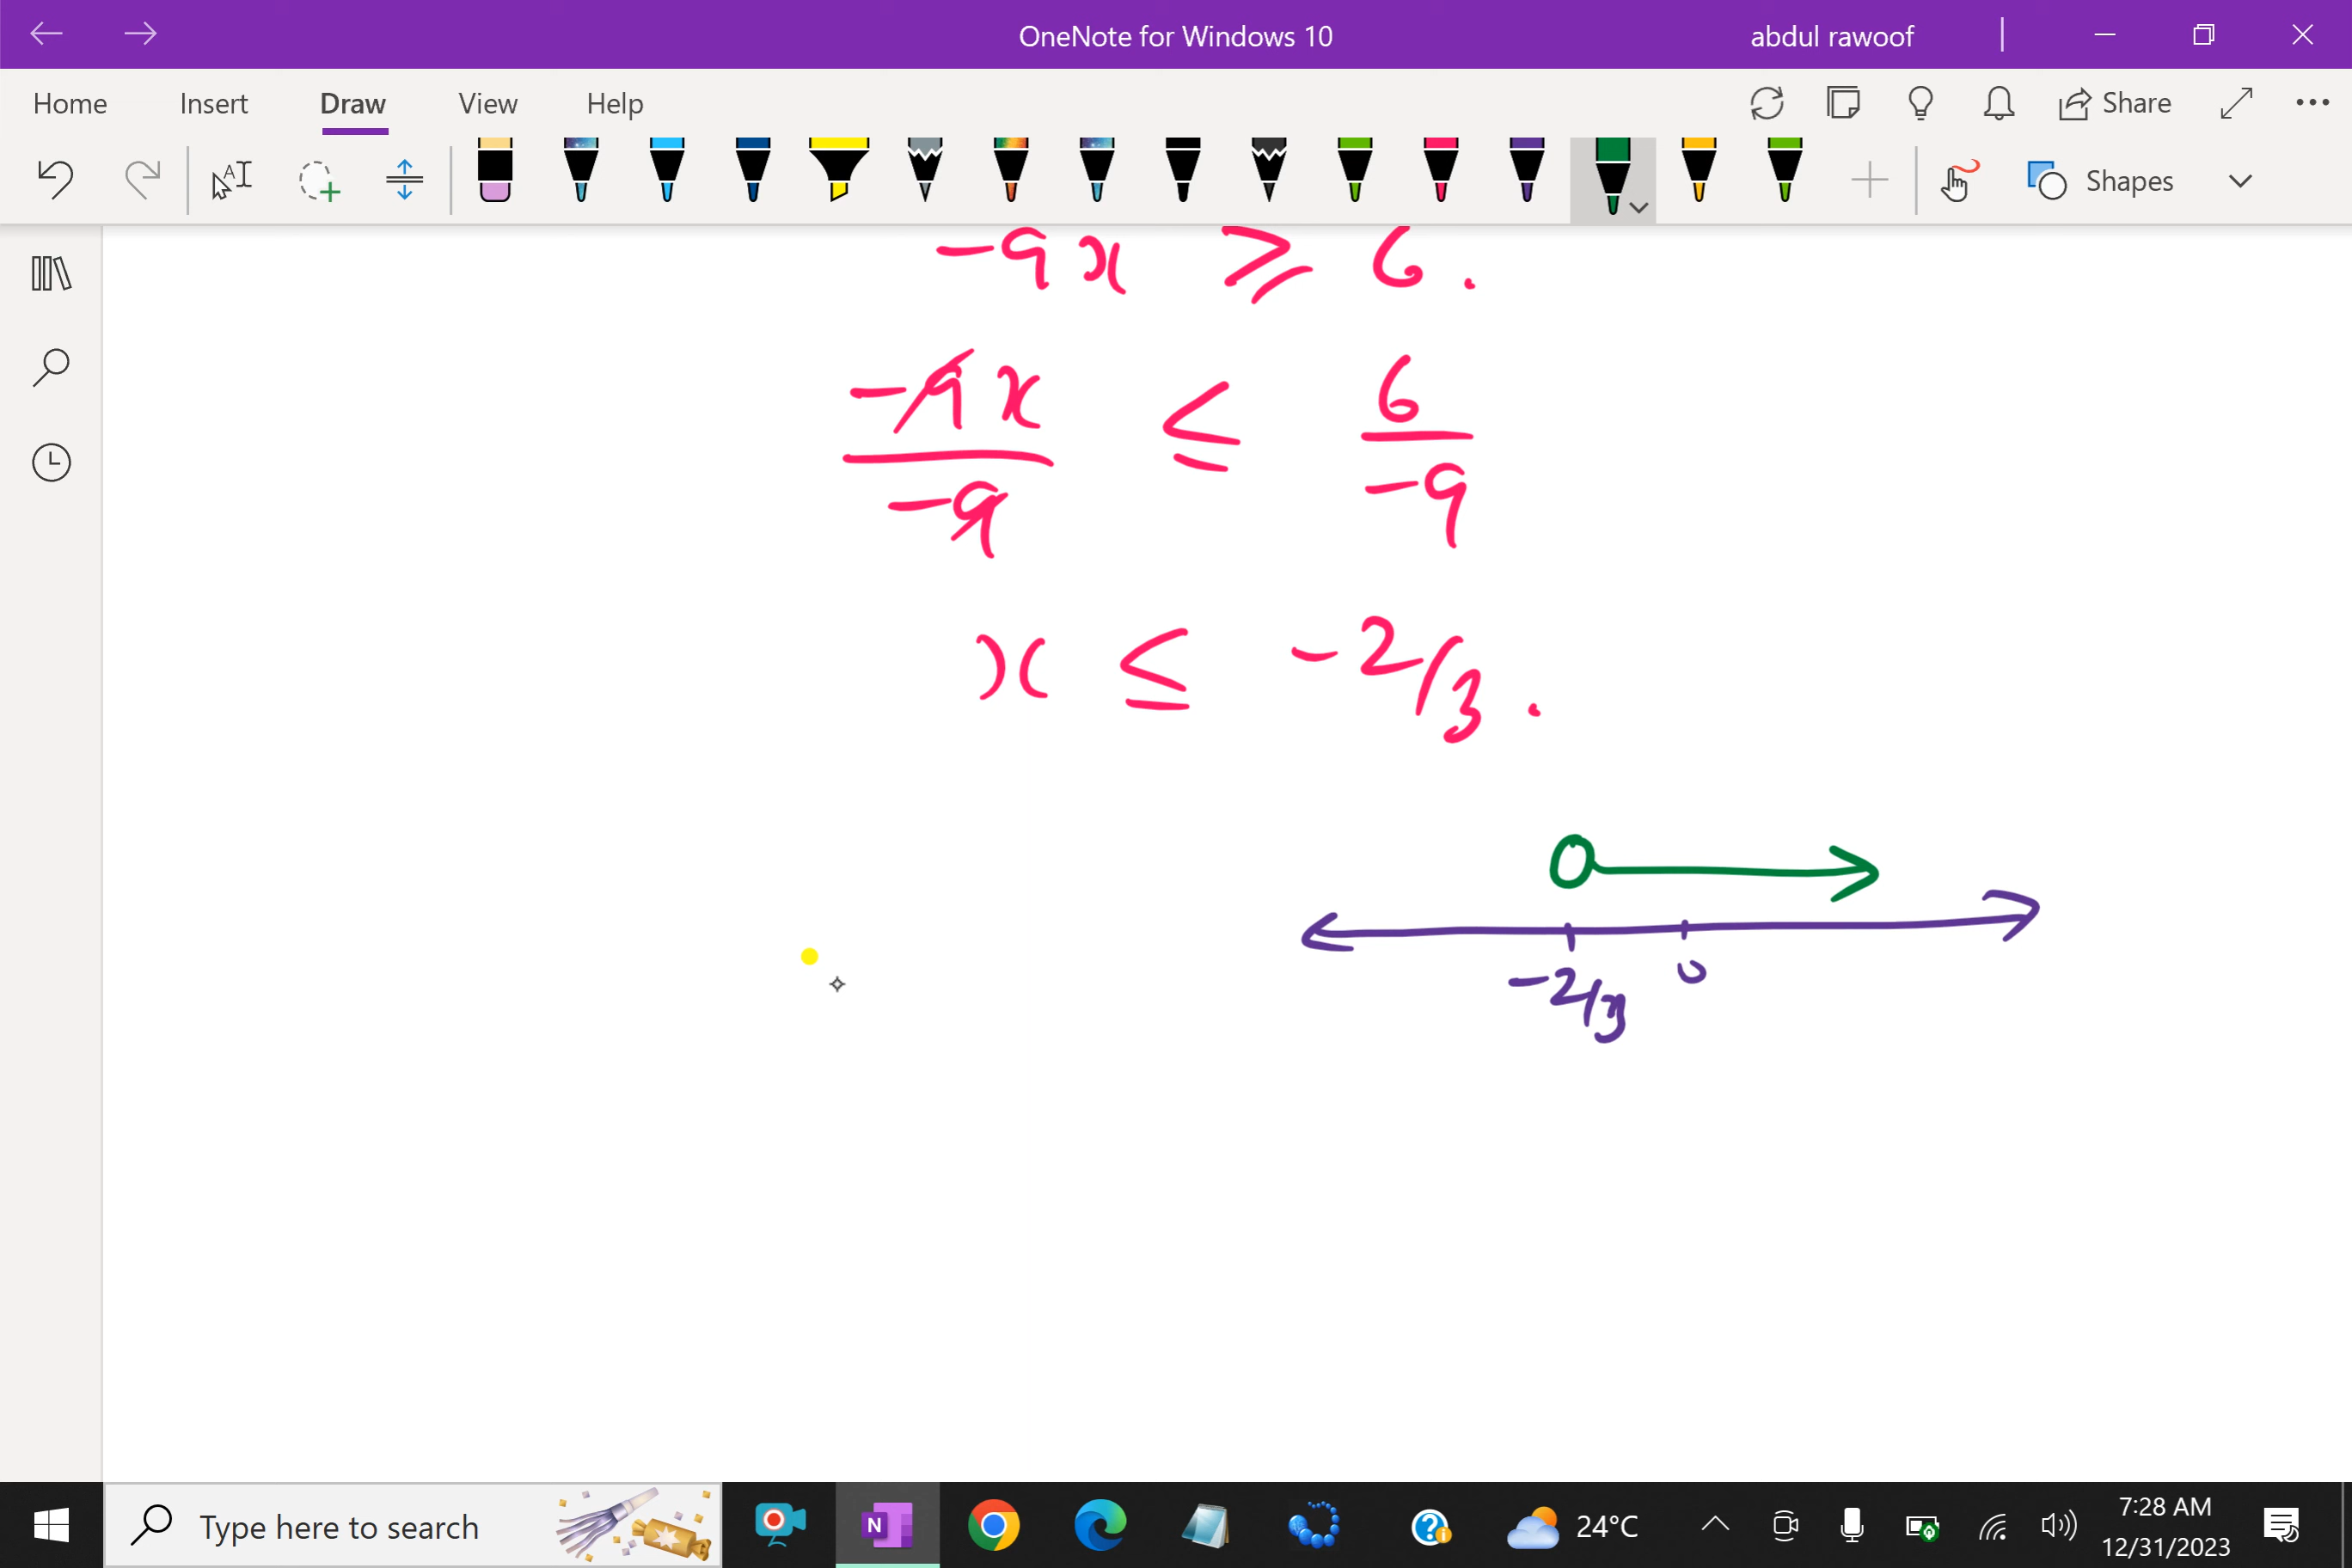 OneNote for Windows 10 abdul rawoof
Home Insert Draw View Help Share
Shapes
-9x ≥ 6.
-9x/-9 ≤ 6/-9
x ≤ -2/3.
-2/3 0
Type here to search 24°C 7:28 AM
12/31/2023